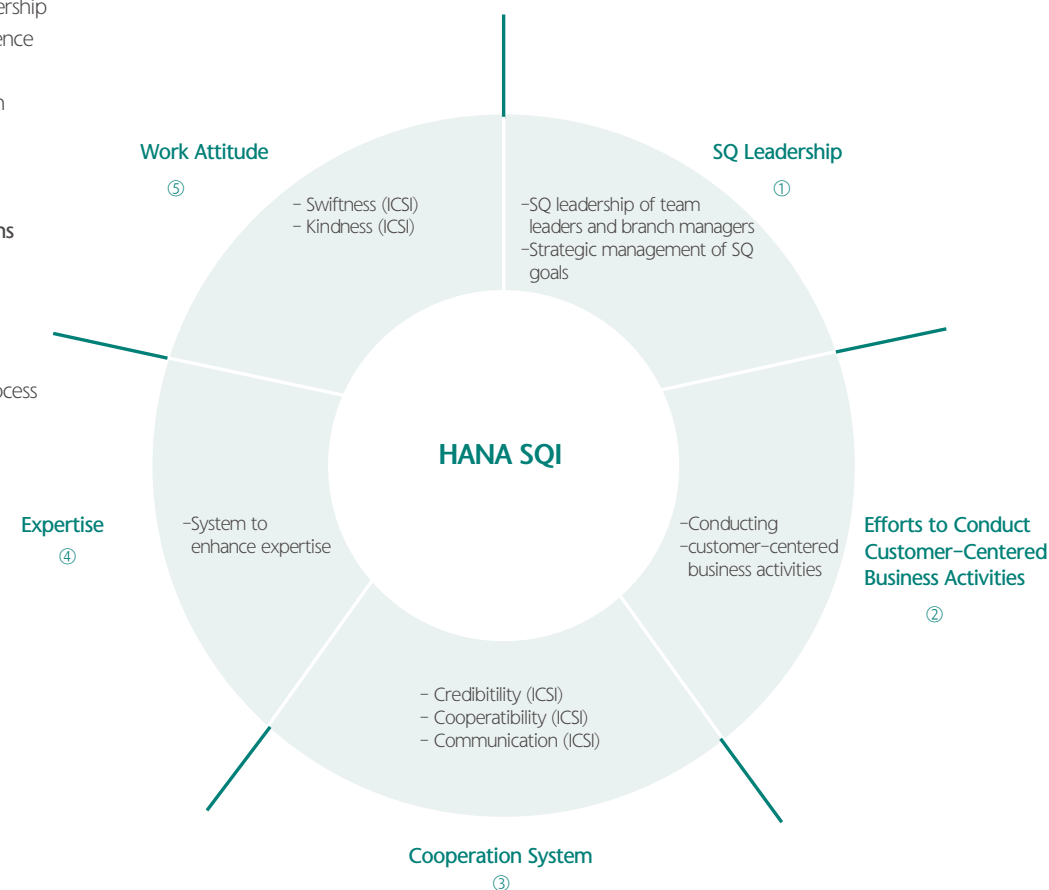 ership
ence
n
ns
ocess
Work Attitude
⑤
- Swiftness (ICSI)
- Kindness (ICSI)
SQ Leadership
①
-SQ leadership of team
leaders and branch managers
-Strategic management of SQ
goals
HANA SQI
Expertise
④
-System to
enhance expertise
-Conducting
-customer-centered
business activities
Efforts to Conduct
Customer-Centered
Business Activities
②
- Credibitility (ICSI)
- Cooperatibility (ICSI)
- Communication (ICSI)
Cooperation System
③